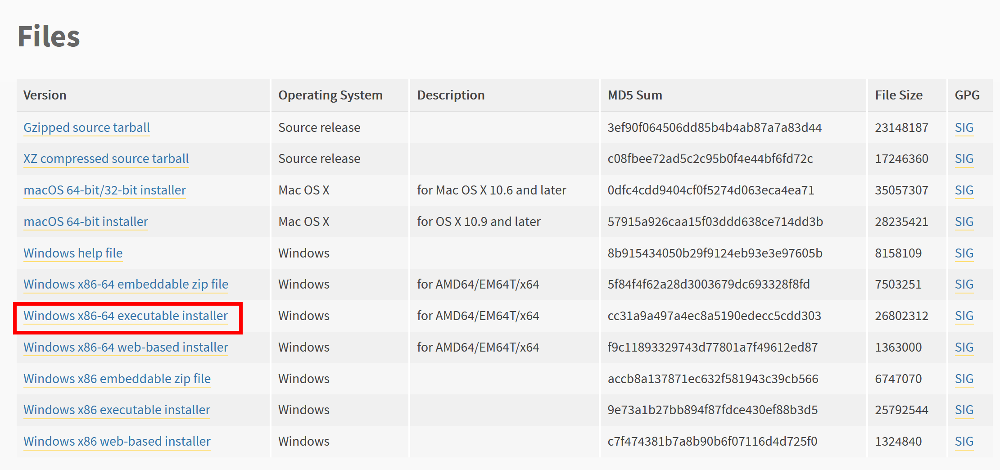 Files
Version Operating System Description MD5 Sum File Size GPG
Gzipped source tarball Source release 3ef90f064506dd85b4b4ab87a7a83d44 23148187 SIG
XZ compressed source tarball Source release c08fbee72ad5c2c95b0f4e44bf6fd72c 17246360 SIG
macOS 64-bit/32-bit installer Mac OS X for Mac OS X 10.6 and later 0dfc4cdd9404cf0f5274d063eca4ea71 35057307 SIG
macOS 64-bit installer Mac OS X for OS X 10.9 and later 57915a926caa15f03ddd638ce714dd3b 28235421 SIG
Windows help file Windows 8b915434050b29f9124eb93e3e97605b 8158109 SIG
Windows x86-64 embeddable zip file Windows for AMD64/EM64T/x64 5f84f4f62a28d3003679dc693328f8fd 7503251 SIG
Windows x86-64 executable installer Windows for AMD64/EM64T/x64 cc31a9a497a4ec8a5190edecc5cdd303 26802312 SIG
Windows x86-64 web-based installer Windows for AMD64/EM64T/x64 f9c11893329743d77801a7f49612ed87 1363000 SIG
Windows x86 embeddable zip file Windows accb8a137871ec632f581943c39cb566 6747070 SIG
Windows x86 executable installer Windows 9e73a1b27bb894f87fdce430ef88b3d5 25792544 SIG
Windows x86 web-based installer Windows c7f474381b7a8b90b6f07116d4d725f0 1324840 SIG